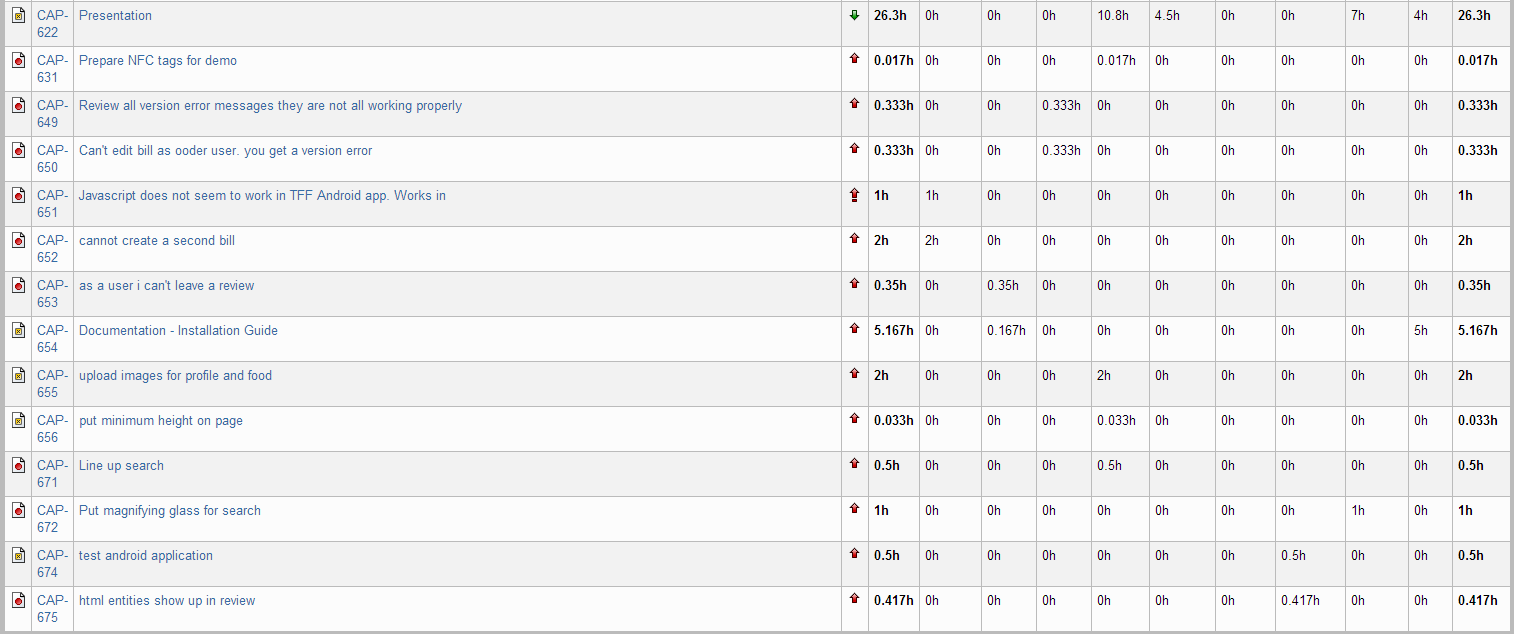 CAP-622 Presentation 26.3h 0h 0h 0h 10.8h 4.5h 0h 0h 7h 4h 26.3h
CAP-631 Prepare NFC tags for demo 0.017h 0h 0h 0h 0.017h 0h 0h 0h 0h 0h 0.017h
CAP-649 Review all version error messages they are not all working properly 0.333h 0h 0h 0.333h 0h 0h 0h 0h 0h 0h 0.333h
CAP-650 Can't edit bill as ooder user. you get a version error 0.333h 0h 0h 0.333h 0h 0h 0h 0h 0h 0h 0.333h
CAP-651 Javascript does not seem to work in TFF Android app. Works in 1h 1h 0h 0h 0h 0h 0h 0h 0h 0h 1h
CAP-652 cannot create a second bill 2h 2h 0h 0h 0h 0h 0h 0h 0h 0h 2h
CAP-653 as a user i can't leave a review 0.35h 0h 0.35h 0h 0h 0h 0h 0h 0h 0h 0.35h
CAP-654 Documentation - Installation Guide 5.167h 0h 0.167h 0h 0h 0h 0h 0h 0h 5h 5.167h
CAP-655 upload images for profile and food 2h 0h 0h 0h 2h 0h 0h 0h 0h 0h 2h
CAP-656 put minimum height on page 0.033h 0h 0h 0h 0.033h 0h 0h 0h 0h 0h 0.033h
CAP-671 Line up search 0.5h 0h 0h 0h 0.5h 0h 0h 0h 0h 0h 0.5h
CAP-672 Put magnifying glass for search 1h 0h 0h 0h 0h 0h 0h 0h 1h 0h 1h
CAP-674 test android application 0.5h 0h 0h 0h 0h 0h 0h 0.5h 0h 0h 0.5h
CAP-675 html entities show up in review 0.417h 0h 0h 0h 0h 0h 0h 0.417h 0h 0h 0.417h